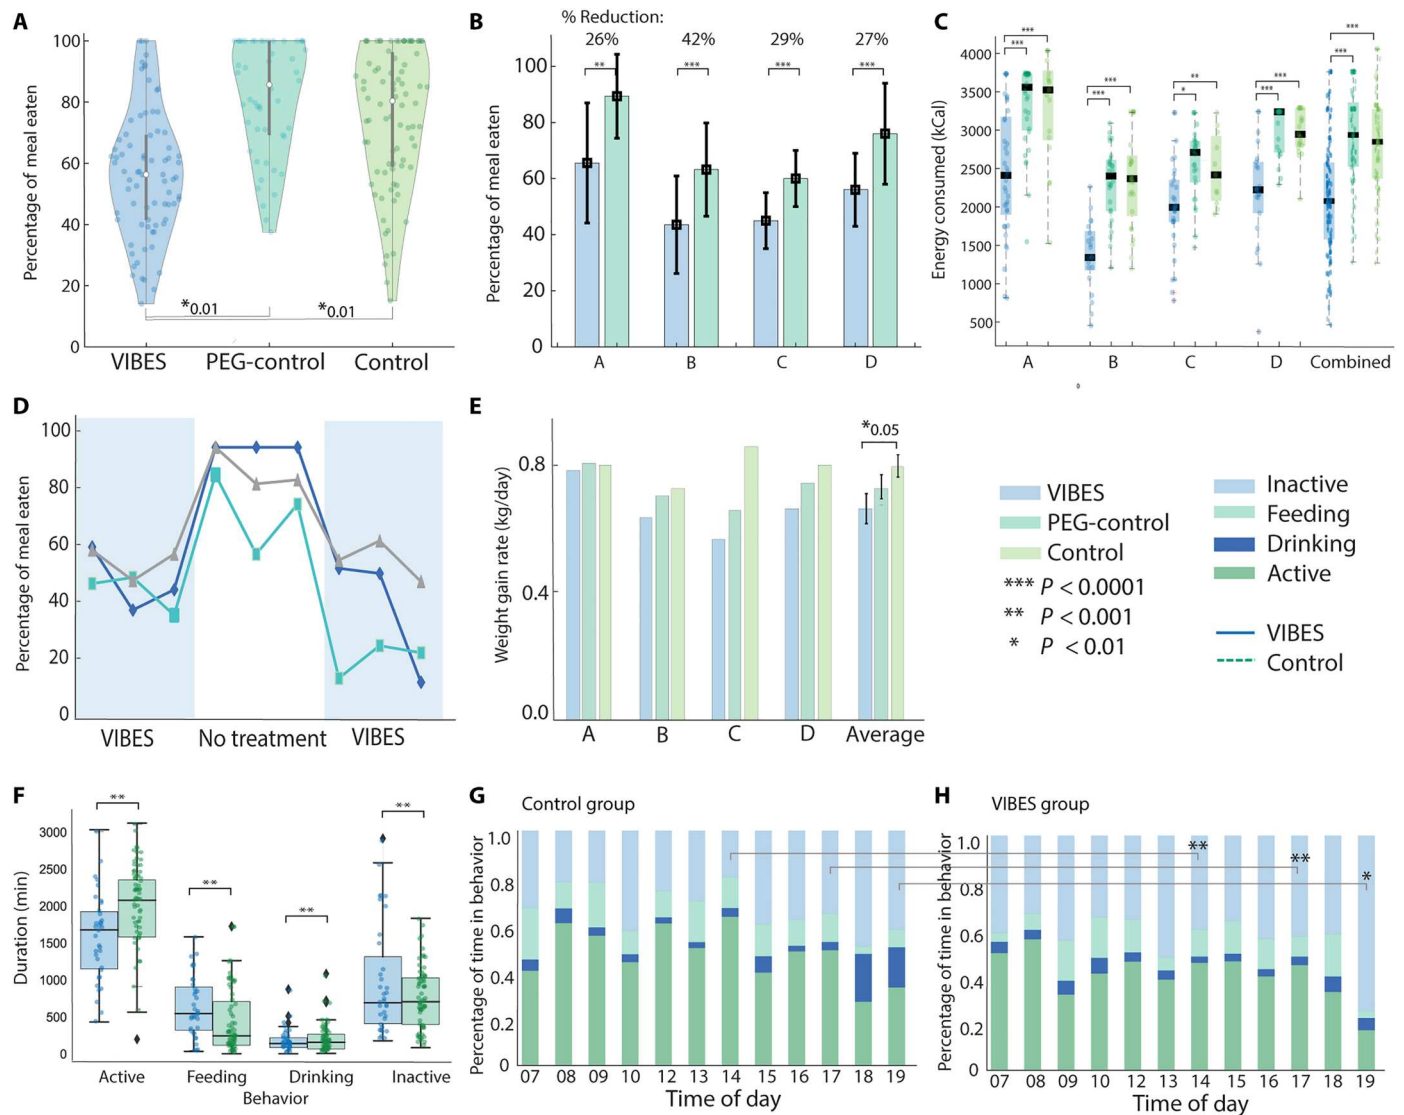 A
100
80
60
40
20
0
Percentage of meal eaten
*0.01
*0.01
VIBES
PEG-control
Control
B
% Reduction:
26%
42%
29%
27%
**
***
***
***
100
80
60
40
20
0
Percentage of meal eaten
A
B
C
D
C
4000
3500
3000
2500
2000
1500
1000
500
Energy consumed (kCal)
***
***
***
***
**
*
***
***
***
***
A
B
C
D
Combined
D
100
80
60
40
20
0
Percentage of meal eaten
VIBES
No treatment
VIBES
E
0.8
0.4
0.0
Weight gain rate (kg/day)
*0.05
A
B
C
D
Average
VIBES
PEG-control
Control
*** P < 0.0001
** P < 0.001
* P < 0.01
Inactive
Feeding
Drinking
Active
VIBES
Control
F
3000
2500
2000
1500
1000
500
0
Duration (min)
**
**
**
**
Active
Feeding
Drinking
Inactive
Behavior
G
Control group
1.0
0.8
0.6
0.4
0.2
0
Percentage of time in behavior
07
08
09
10
12
13
14
15
16
17
18
19
Time of day
H
VIBES group
1.0
0.8
0.6
0.4
0.2
0
Percentage of time in behavior
**
**
*
07
08
09
10
12
13
14
15
16
17
18
19
Time of day